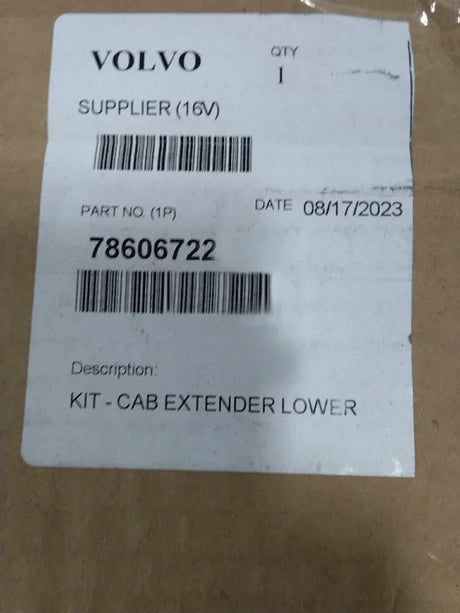 VOLVO
QTY
1
SUPPLIER (16V)
PART NO. (1P)
DATE 08/17/2023
78606722
Description:
KIT - CAB EXTENDER LOWER